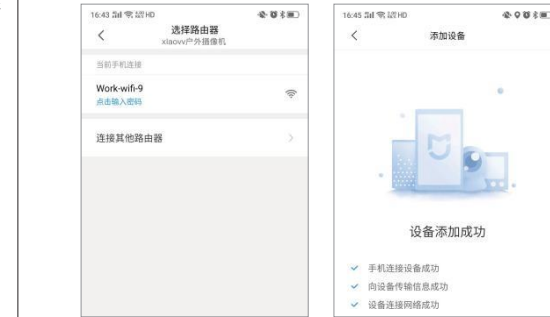 16:43 HD
选择路由器
xiaovv户外摄像机
当前手机连接
Work-wifi-9
点击输入密码
连接其他路由器
16:45 HD
添加设备
设备添加成功
手机连接设备成功
向设备传输信息成功
设备连接网络成功